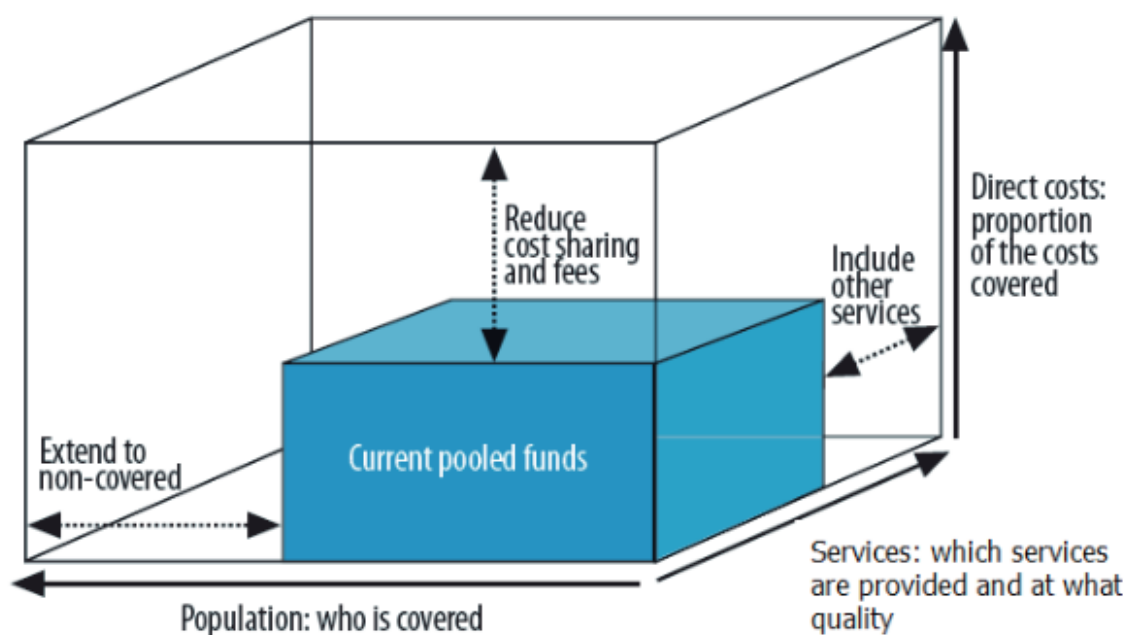 Reduce
cost sharing
and fees
Direct costs:
proportion
of the costs
covered
Include
other
services
Extend to
non-covered
Current pooled funds
Services: which services
are provided and at what
quality
Population: who is covered